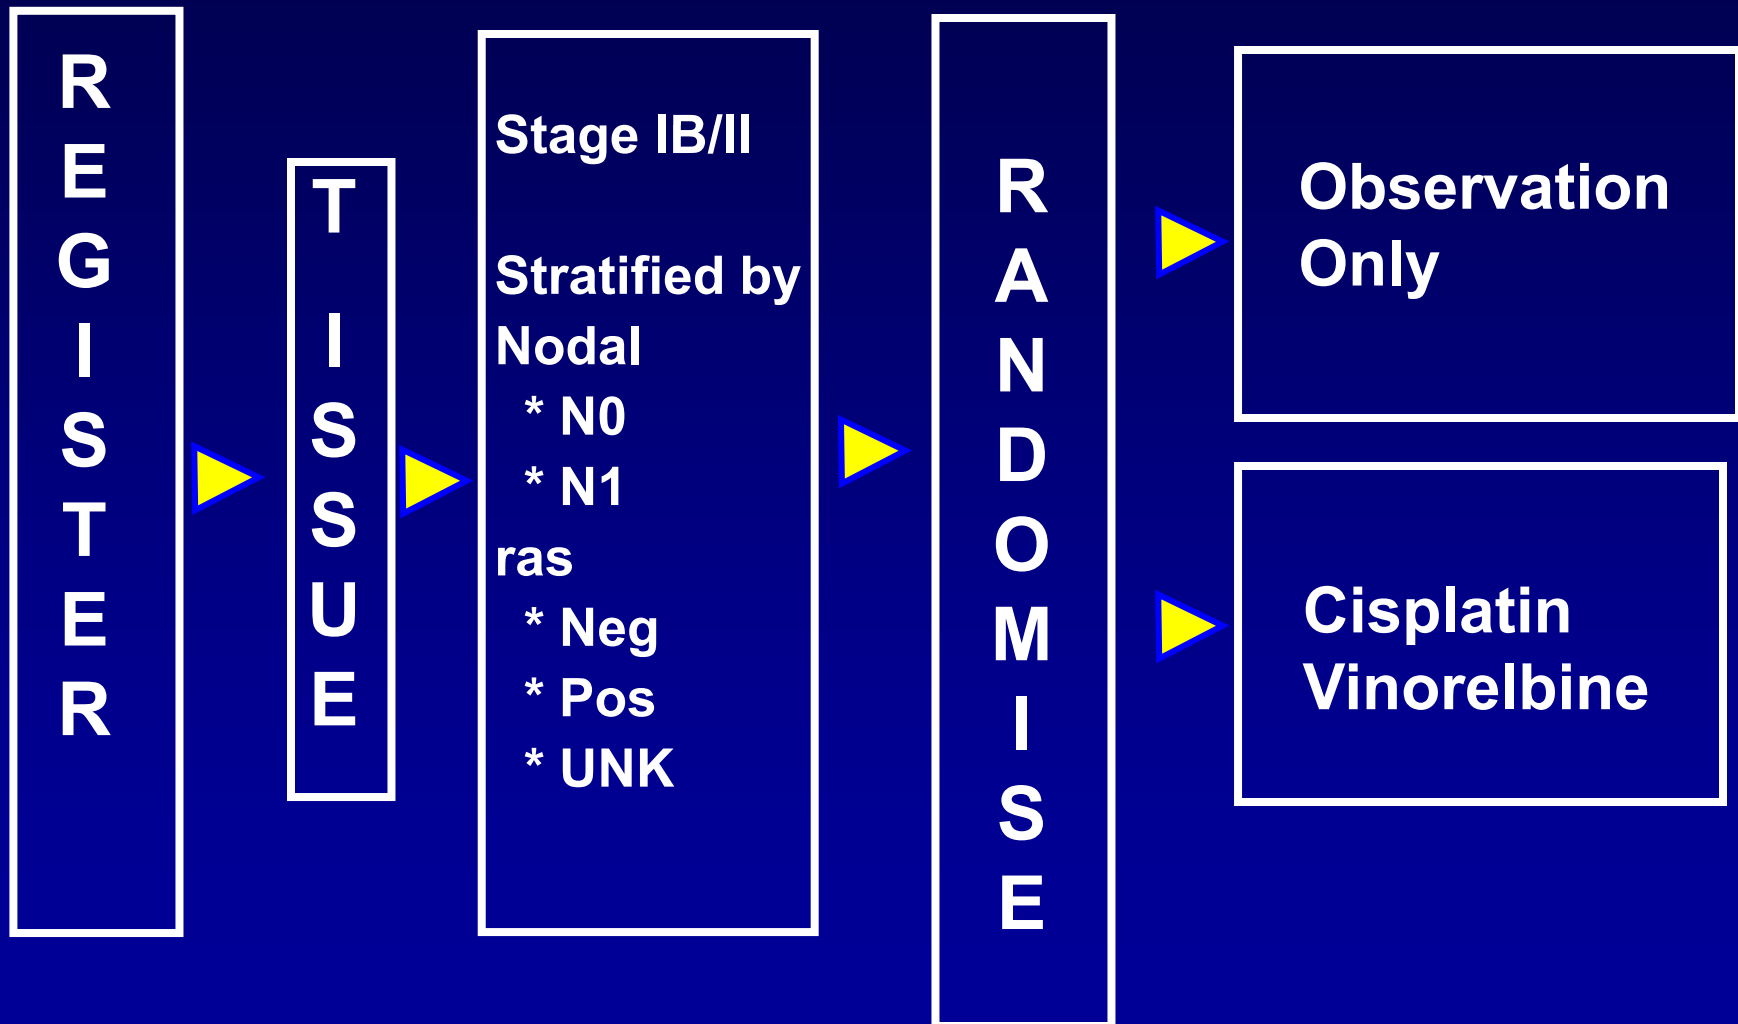 REGISTER
TISSUE
Stage IB/II
Stratified by
Nodal
* N0
* N1
ras
* Neg
* Pos
* UNK
RANDOMISE
Observation
Only
Cisplatin
Vinorelbine